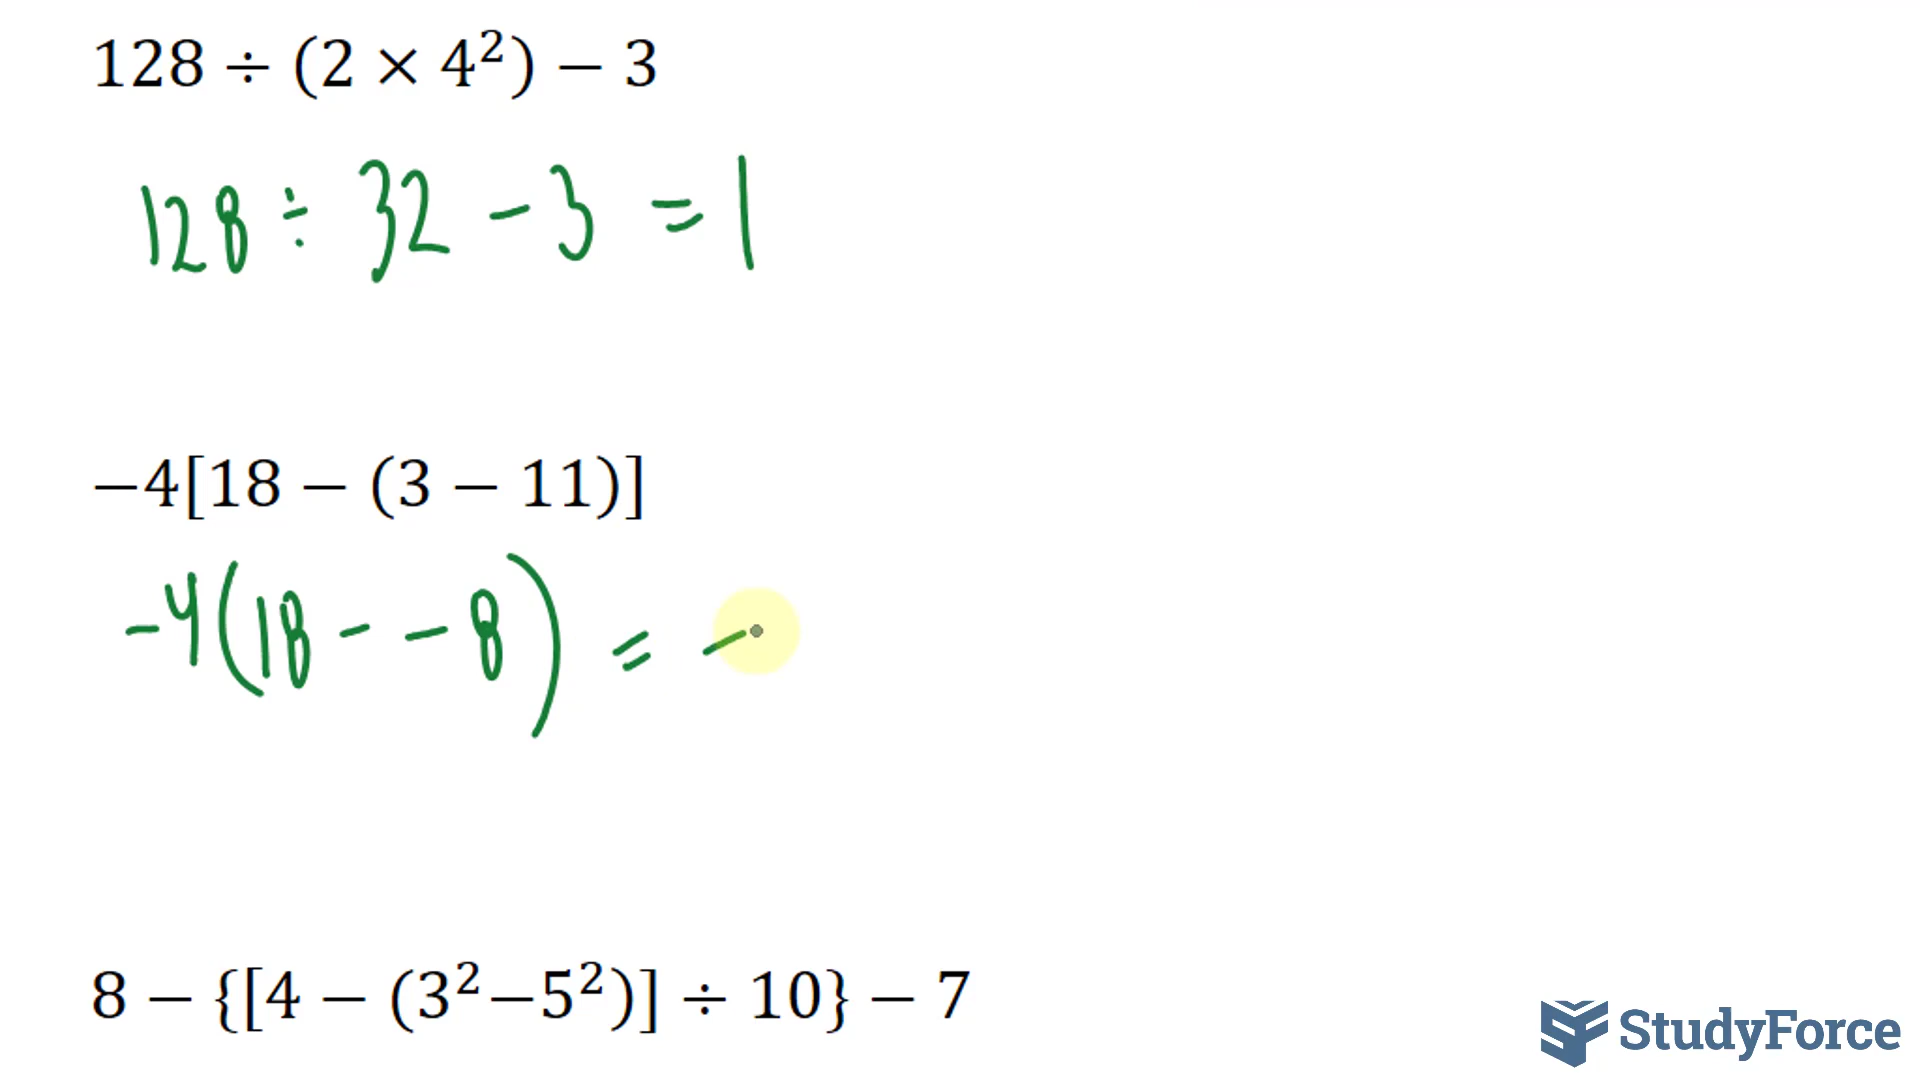 128 ÷ (2 × 4²) − 3
128 ÷ 32 - 3 = 1
−4[18 − (3 − 11)]
-4(18 - -8) = -
8 − {[4 − (3²−5²)] ÷ 10} − 7
StudyForce